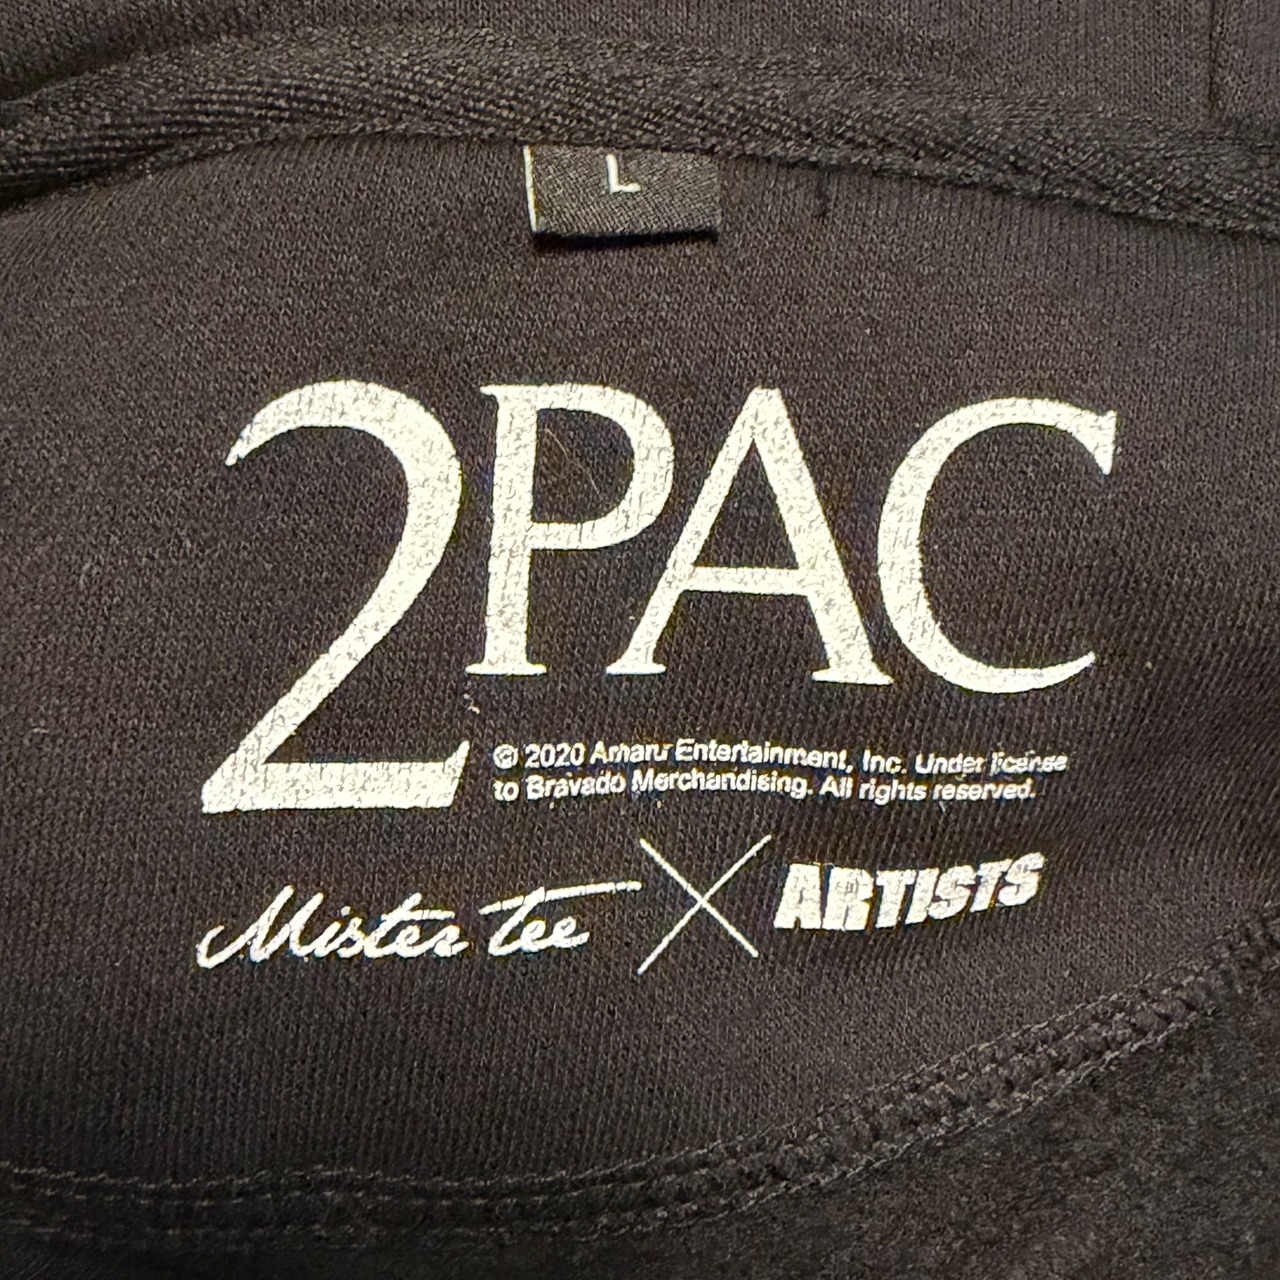 L
2PAC
© 2020 Amaru Entertainment, Inc. Under license
to Bravado Merchandising. All rights reserved.
Mister Tee X ARTISTS